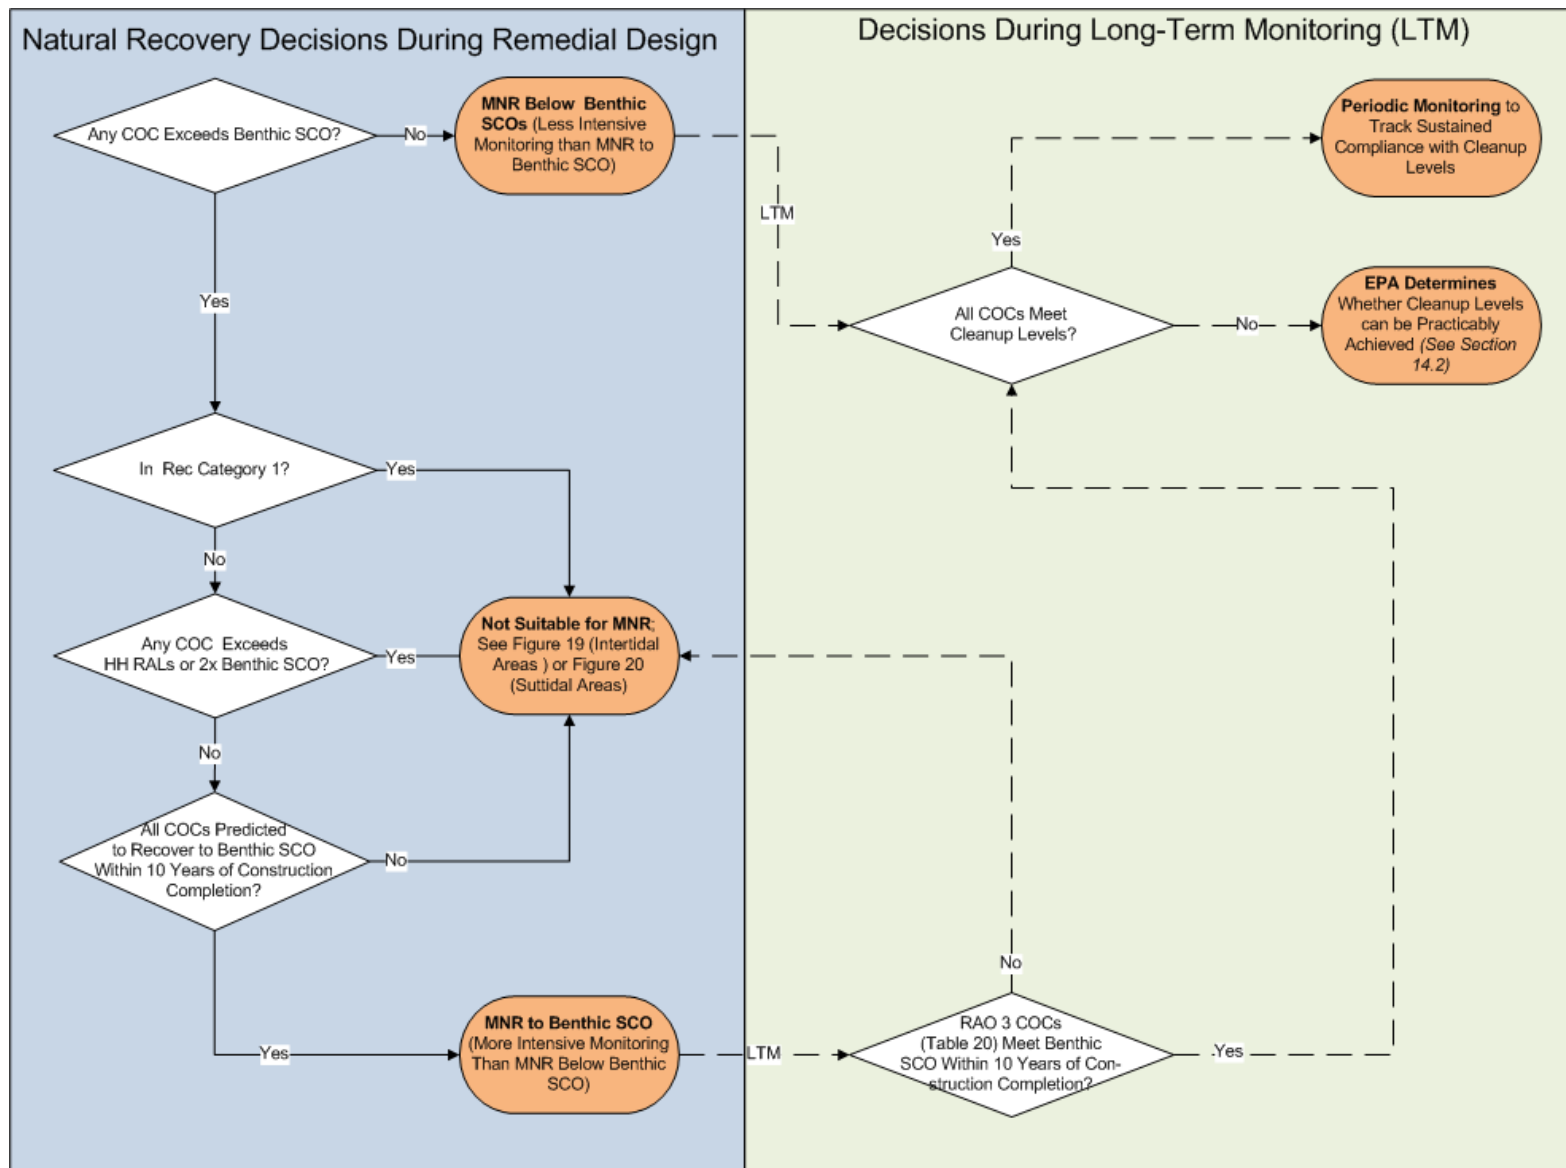 Natural Recovery Decisions During Remedial Design
Any COC Exceeds Benthic SCO?
No
MNR Below Benthic
SCOs (Less Intensive
Monitoring than MNR to
Benthic SCO)
Yes
In Rec Category 1?
Yes
No
Any COC Exceeds
HH RALs or 2x Benthic SCO?
Yes
Not Suitable for MNR;
See Figure 19 (Intertidal
Areas ) or Figure 20
(Suttidal Areas)
No
All COCs Predicted
to Recover to Benthic SCO
Within 10 Years of Construction
Completion?
No
Yes
MNR to Benthic SCO
(More Intensive Monitoring
Than MNR Below Benthic
SCO)
Decisions During Long-Term Monitoring (LTM)
LTM
All COCs Meet
Cleanup Levels?
Yes
Periodic Monitoring to
Track Sustained
Compliance with Cleanup
Levels
No
EPA Determines
Whether Cleanup Levels
can be Practicably
Achieved (See Section
14.2)
LTM
RAO 3 COCs
(Table 20) Meet Benthic
SCO Within 10 Years of Con-
struction Completion?
No
Yes